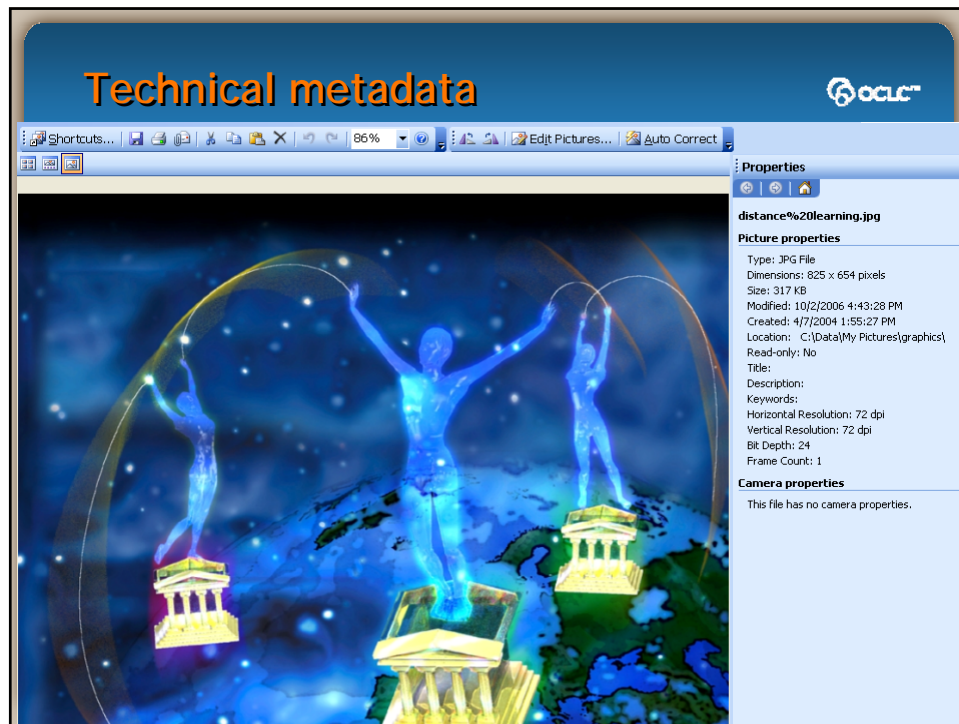 Technical metadata
OCLC™
Shortcuts... 86% Edit Pictures... Auto Correct
Properties
distance%20learning.jpg
Picture properties
Type: JPG File
Dimensions: 825 x 654 pixels
Size: 317 KB
Modified: 10/2/2006 4:43:28 PM
Created: 4/7/2004 1:55:27 PM
Location: C:\Data\My Pictures\graphics\
Read-only: No
Title:
Description:
Keywords:
Horizontal Resolution: 72 dpi
Vertical Resolution: 72 dpi
Bit Depth: 24
Frame Count: 1
Camera properties
This file has no camera properties.